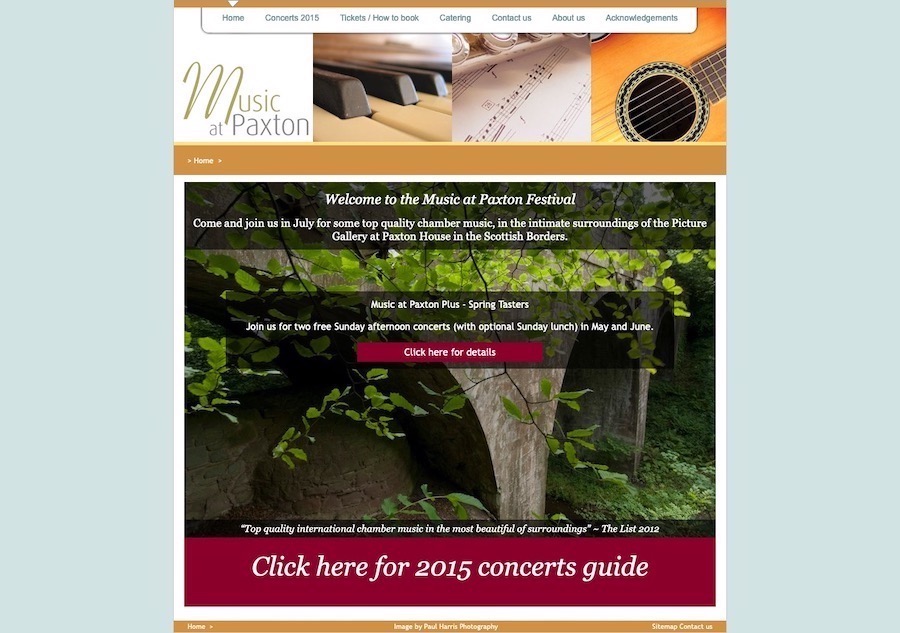 Home Concerts 2015 Tickets / How to book Catering Contact us About us Acknowledgements
Music
at Paxton
> Home >
Welcome to the Music at Paxton Festival
Come and join us in July for some top quality chamber music, in the intimate surroundings of the Picture
Gallery at Paxton House in the Scottish Borders.
Music at Paxton Plus - Spring Tasters
Join us for two free Sunday afternoon concerts (with optional Sunday lunch) in May and June.
Click here for details
“Top quality international chamber music in the most beautiful of surroundings” ~ The List 2012
Click here for 2015 concerts guide
Home > Image by Paul Harris Photography Sitemap Contact us